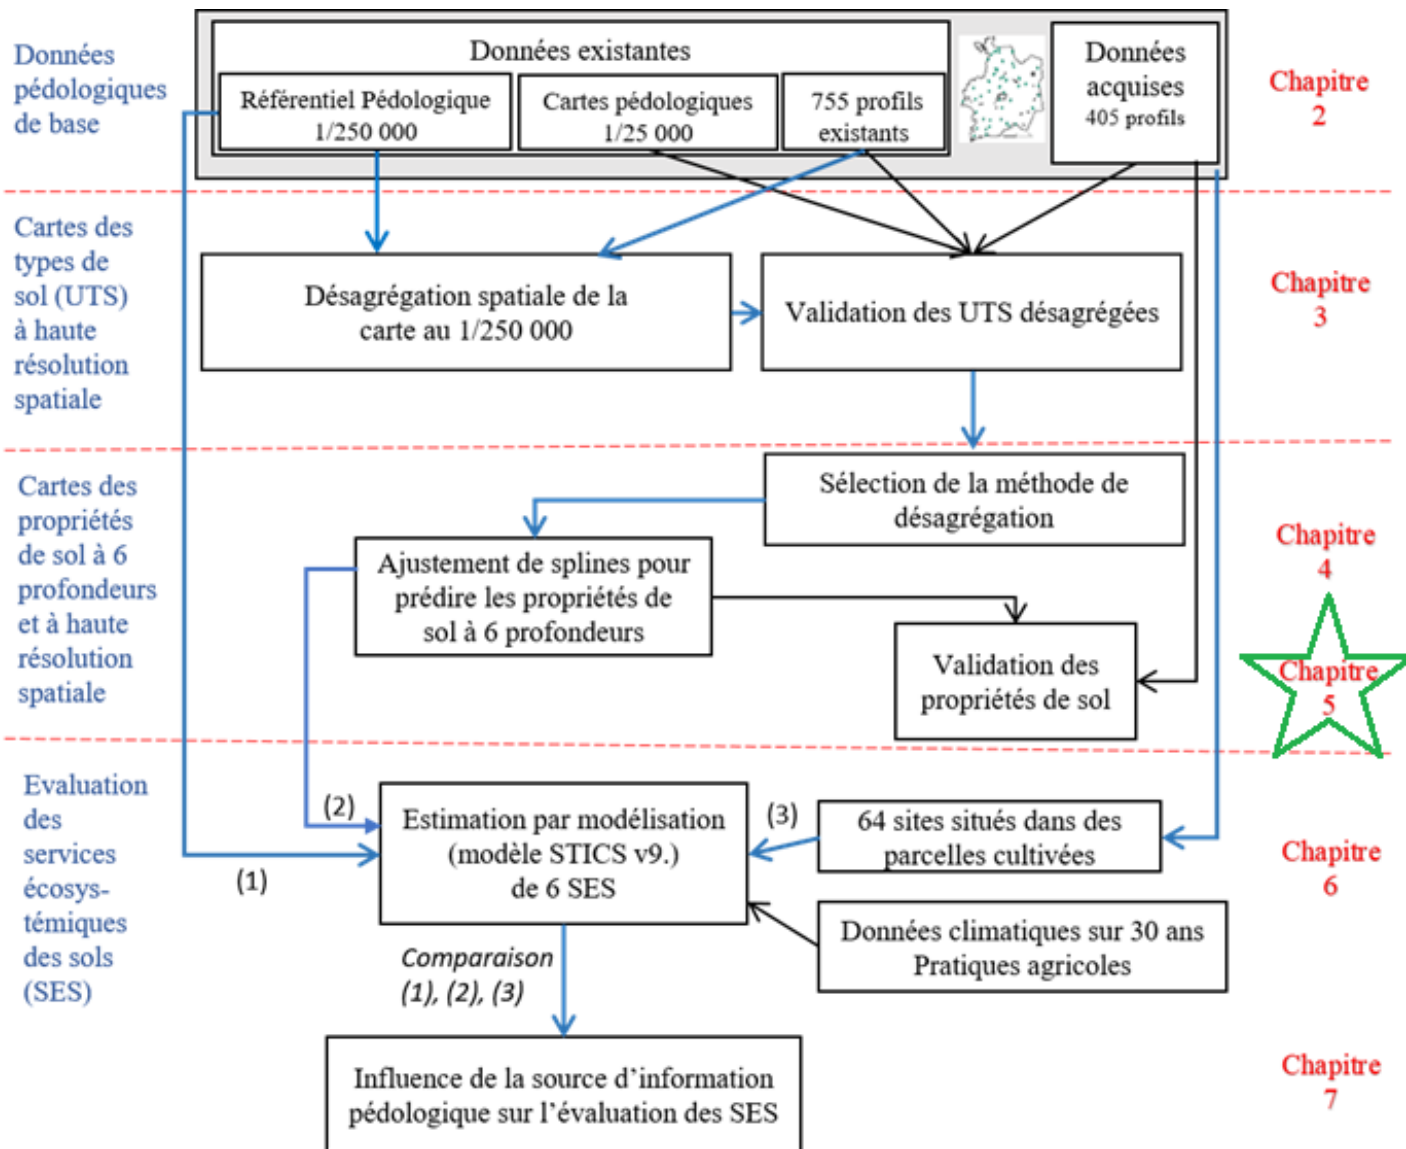 Données
pédologiques
de base
Données existantes
Référentiel Pédologique
1/250 000
Cartes pédologiques
1/25 000
755 profils
existants
Données
acquises
405 profils
Chapitre
2
Cartes des
types de
sol (UTS)
à haute
résolution
spatiale
Désagrégation spatiale de la
carte au 1/250 000
Validation des UTS désagrégées
Chapitre
3
Cartes des
propriétés
de sol à 6
profondeurs
et à haute
résolution
spatiale
Sélection de la méthode de
désagrégation
Ajustement de splines pour
prédire les propriétés de
sol à 6 profondeurs
Validation des
propriétés de sol
Chapitre
4
Chapitre
5
Evaluation
des
services
écosys-
témiques
des sols
(SES)
(1)
(2)
Estimation par modélisation
(modèle STICS v9.)
de 6 SES
(3)
64 sites situés dans des
parcelles cultivées
Données climatiques sur 30 ans
Pratiques agricoles
Chapitre
6
Comparaison
(1), (2), (3)
Influence de la source d’information
pédologique sur l’évaluation des SES
Chapitre
7